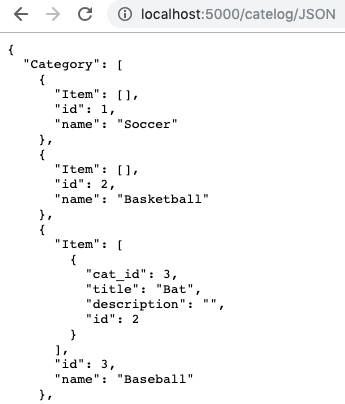 localhost:5000/catelog/JSON
{
  "Category": [
    {
      "Item": [],
      "id": 1,
      "name": "Soccer"
    },
    {
      "Item": [],
      "id": 2,
      "name": "Basketball"
    },
    {
      "Item": [
        {
          "cat_id": 3,
          "title": "Bat",
          "description": "",
          "id": 2
        }
      ],
      "id": 3,
      "name": "Baseball"
    },